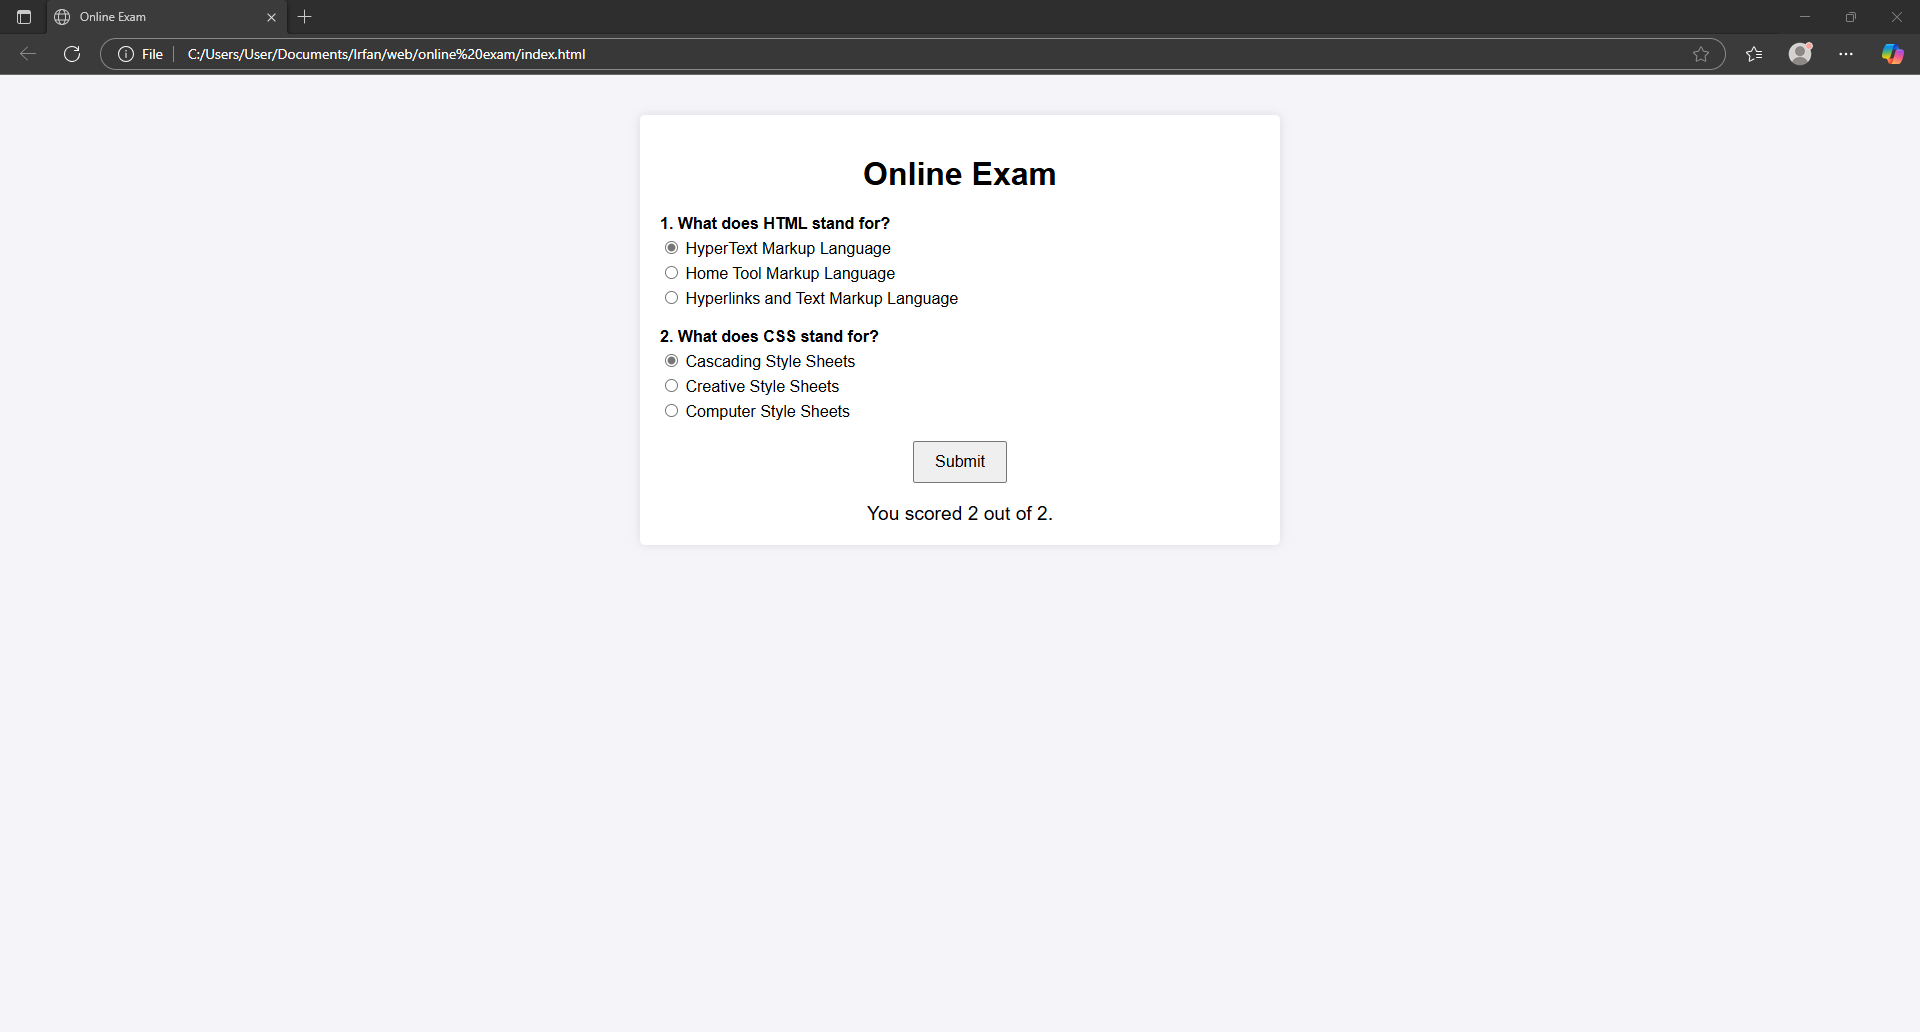 Online Exam
File C:/Users/User/Documents/Irfan/web/online%20exam/index.html
Online Exam
1. What does HTML stand for?
HyperText Markup Language
Home Tool Markup Language
Hyperlinks and Text Markup Language
2. What does CSS stand for?
Cascading Style Sheets
Creative Style Sheets
Computer Style Sheets
Submit
You scored 2 out of 2.